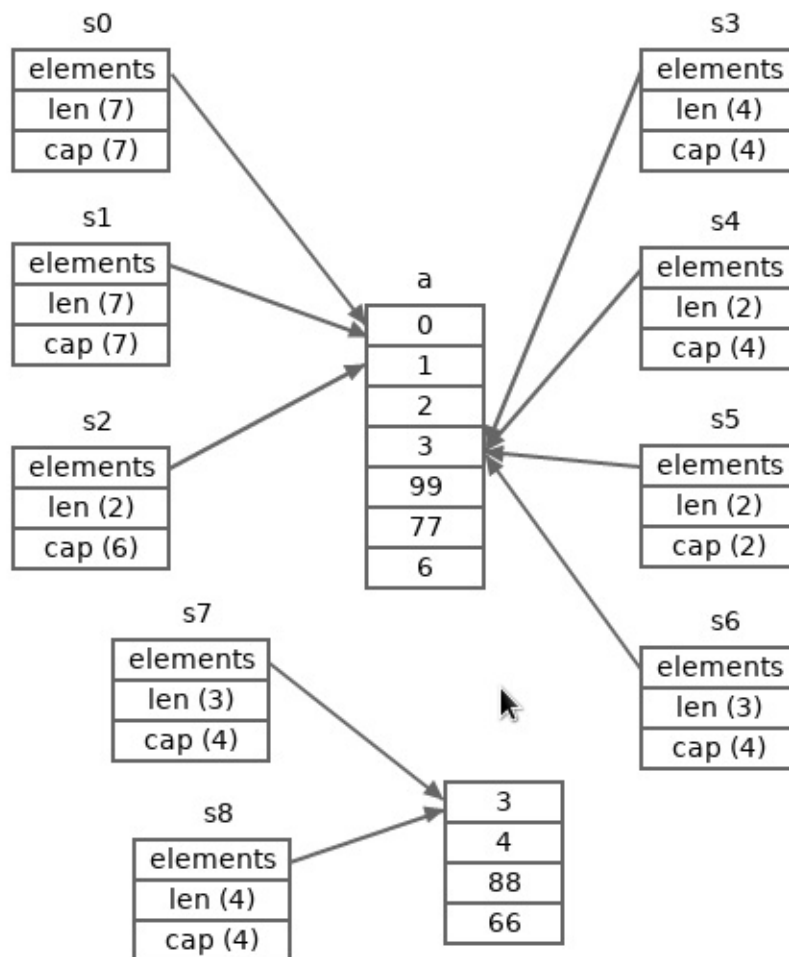 s0
elements
len (7)
cap (7)
s1
elements
len (7)
cap (7)
s2
elements
len (2)
cap (6)
a
0
1
2
3
99
77
6
s3
elements
len (4)
cap (4)
s4
elements
len (2)
cap (4)
s5
elements
len (2)
cap (2)
s6
elements
len (3)
cap (4)
s7
elements
len (3)
cap (4)
s8
elements
len (4)
cap (4)
3
4
88
66